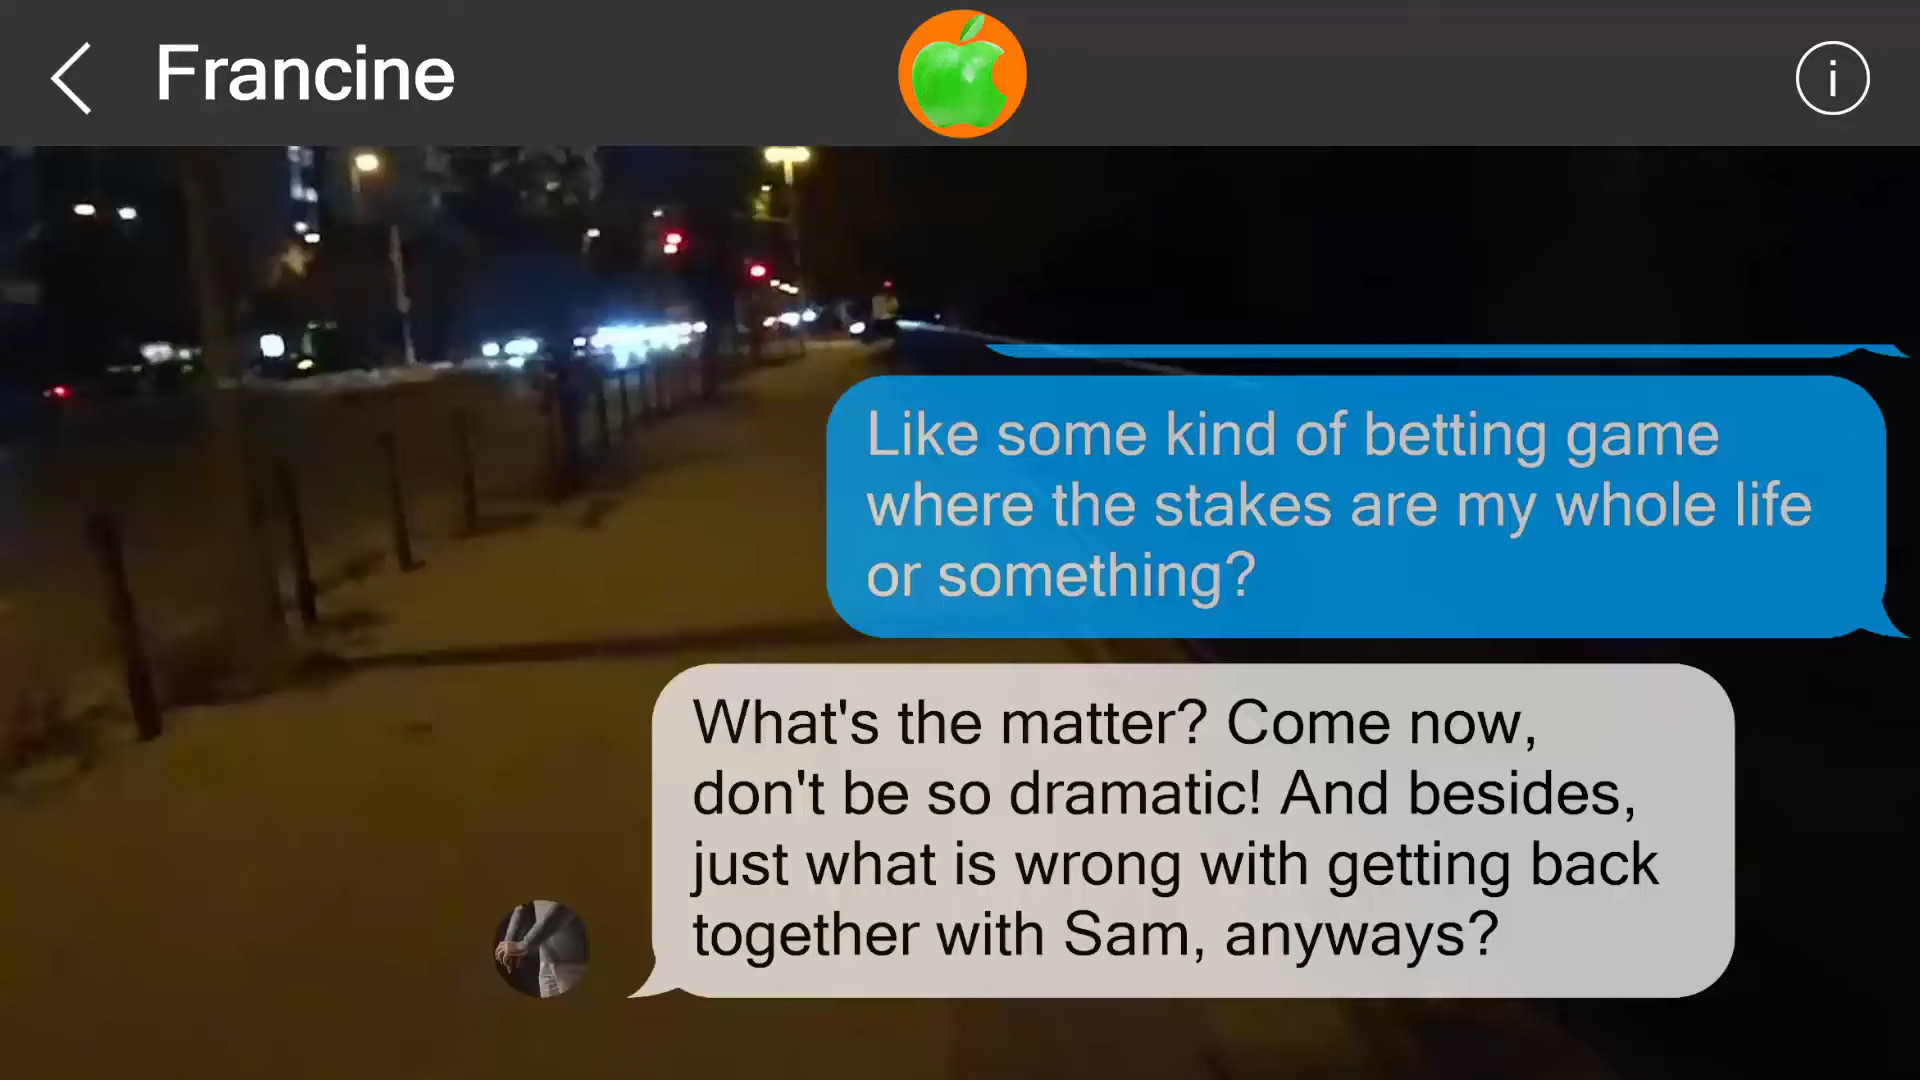 Francine
i
Like some kind of betting game
where the stakes are my whole life
or something?
What's the matter? Come now,
don't be so dramatic! And besides,
just what is wrong with getting back
together with Sam, anyways?